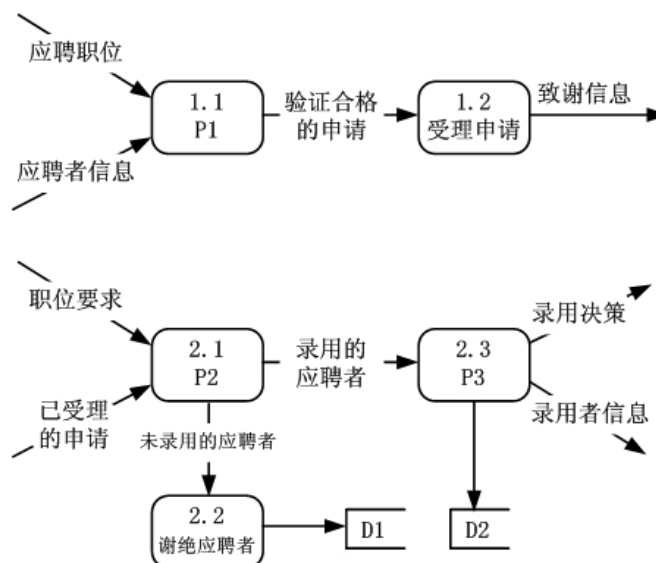 应聘职位
应聘者信息
1.1
P1
验证合格
的申请
1.2
受理申请
致谢信息
职位要求
已受理
的申请
2.1
P2
录用的
应聘者
2.3
P3
录用决策
录用者信息
未录用的应聘者
2.2
谢绝应聘者
D1
D2